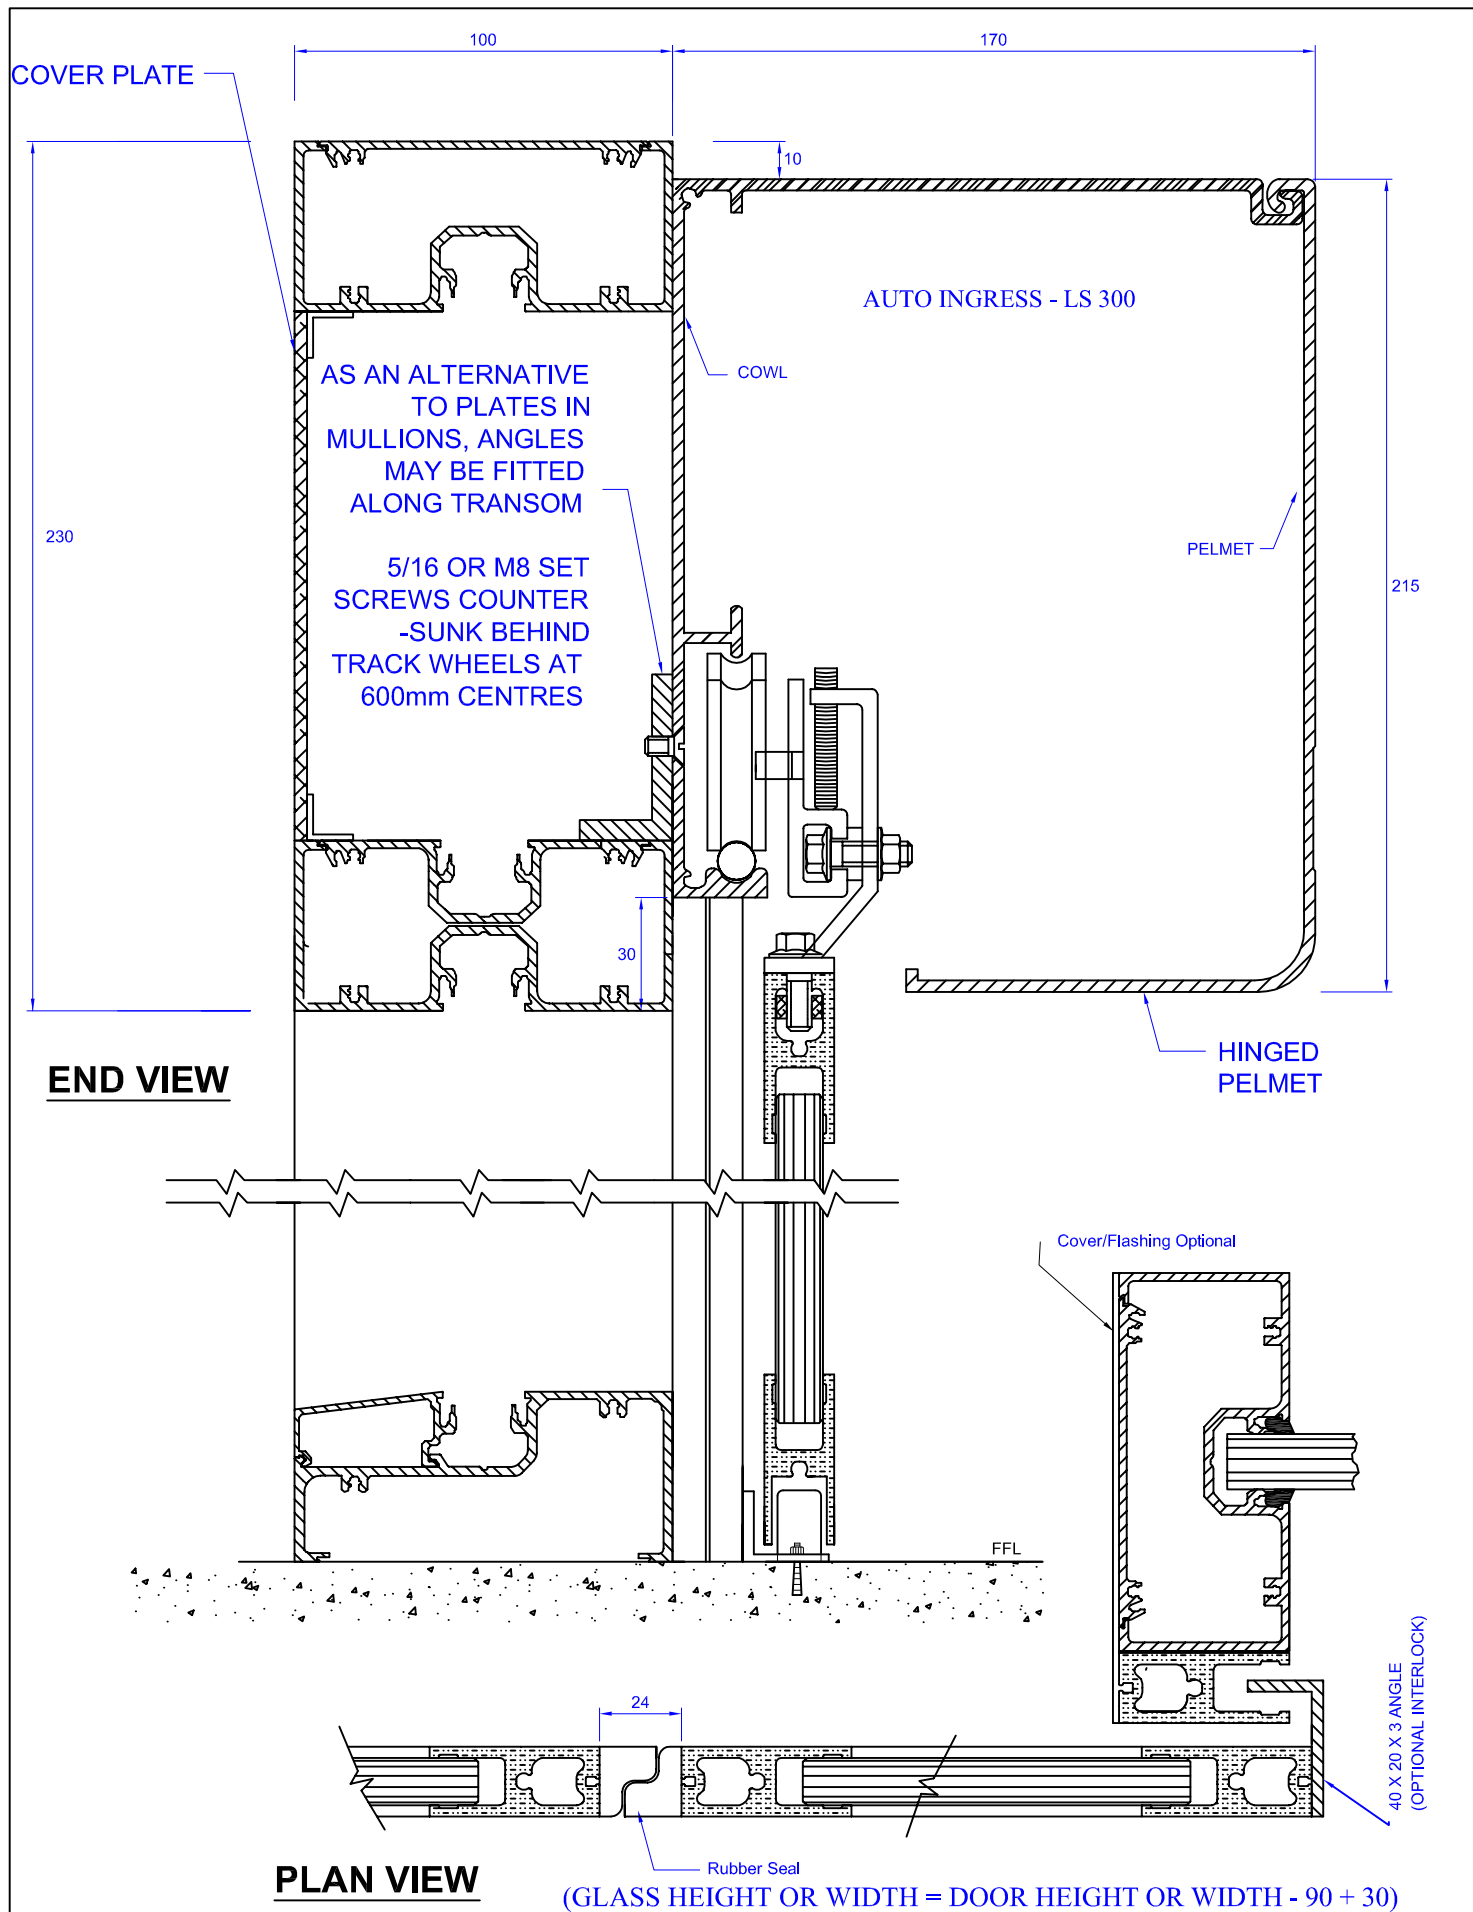 100
170
COVER PLATE
10
AUTO INGRESS - LS 300
COWL
AS AN ALTERNATIVE
TO PLATES IN
MULLIONS, ANGLES
MAY BE FITTED
ALONG TRANSOM
230
PELMET
5/16 OR M8 SET
SCREWS COUNTER
-SUNK BEHIND
TRACK WHEELS AT
600mm CENTRES
215
30
HINGED
PELMET
END VIEW
Cover/Flashing Optional
FFL
40 X 20 X 3 ANGLE
(OPTIONAL INTERLOCK)
24
Rubber Seal
PLAN VIEW
(GLASS HEIGHT OR WIDTH = DOOR HEIGHT OR WIDTH - 90 + 30)